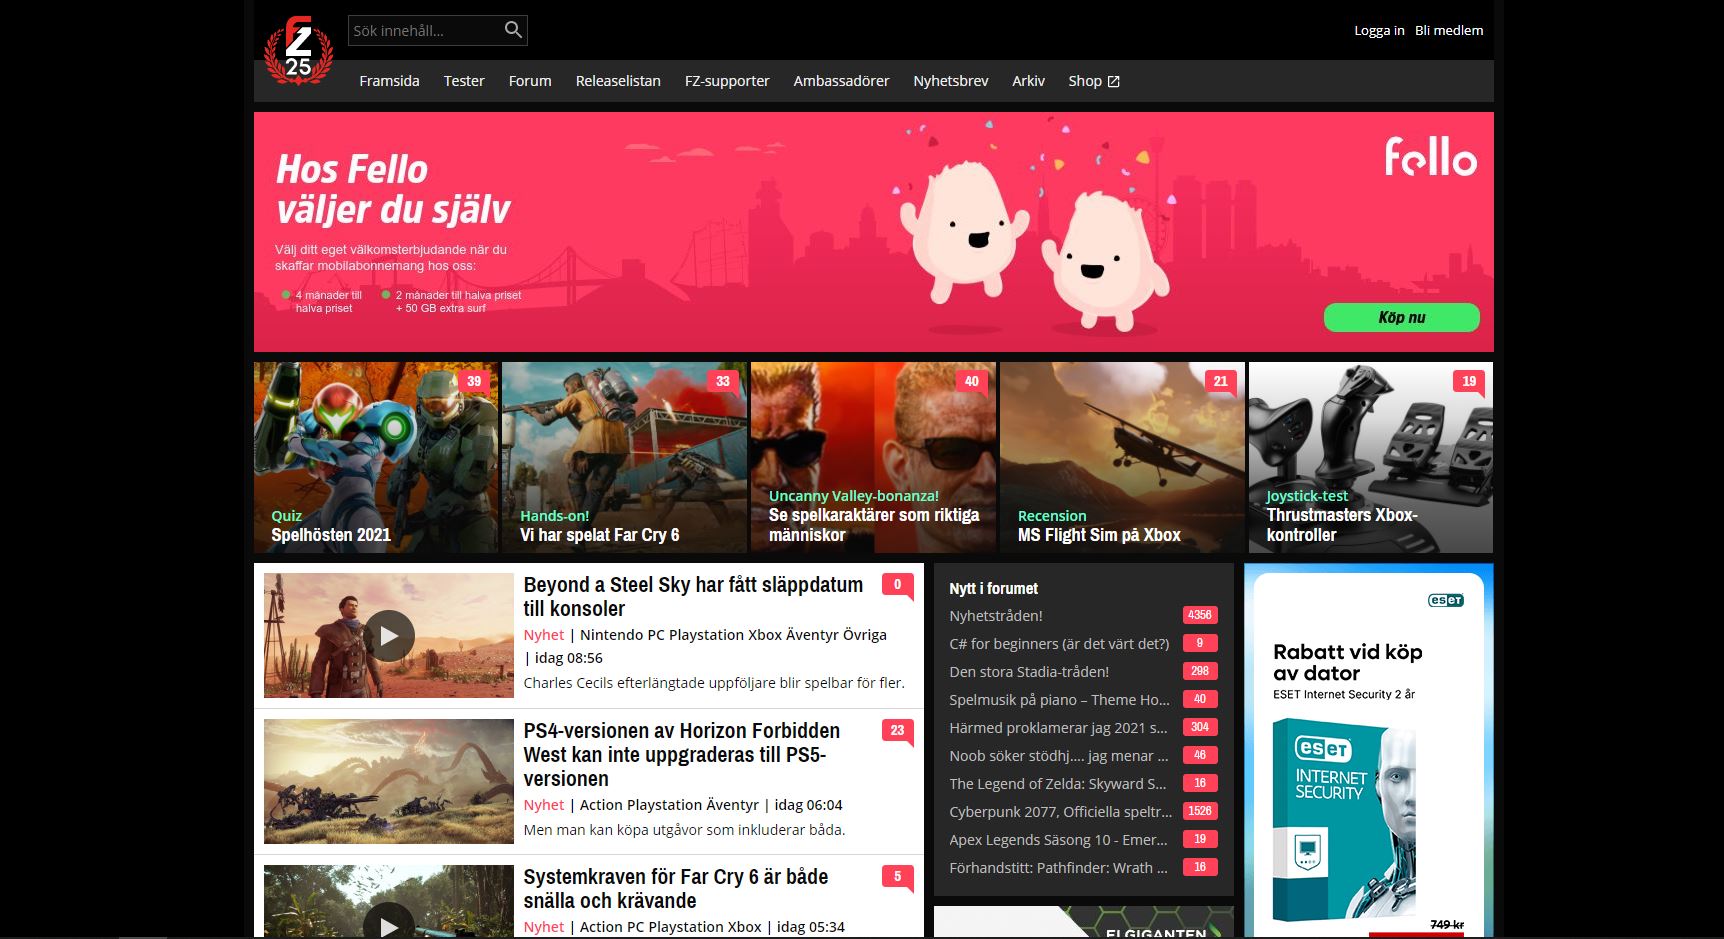 FZ
25
Sök innehåll...
Logga in Bli medlem
Framsida Tester Forum Releaselistan FZ-supporter Ambassadörer Nyhetsbrev Arkiv Shop
Hos Fello
väljer du själv
Välj ditt eget välkomsterbjudande när du
skaffar mobilabonnemang hos oss:
4 månader till
halva priset
2 månader till halva priset
+ 50 GB extra surf
fello
Köp nu
39
Quiz
Spelhösten 2021
33
Hands-on!
Vi har spelat Far Cry 6
40
Uncanny Valley-bonanza!
Se spelkaraktärer som riktiga
människor
21
Recension
MS Flight Sim på Xbox
19
Joystick-test
Thrustmasters Xbox-
kontroller
Beyond a Steel Sky har fått släppdatum
till konsoler
0
Nyhet | Nintendo PC Playstation Xbox Äventyr Övriga
| idag 08:56
Charles Cecils efterlängtade uppföljare blir spelbar för fler.
PS4-versionen av Horizon Forbidden
West kan inte uppgraderas till PS5-
versionen
23
Nyhet | Action Playstation Äventyr | idag 06:04
Men man kan köpa utgåvor som inkluderar båda.
Systemkraven för Far Cry 6 är både
snälla och krävande
5
Nyhet | Action PC Playstation Xbox | idag 05:34
Nytt i forumet
Nyhetstråden! 4356
C# for beginners (är det värt det?) 9
Den stora Stadia-tråden! 298
Spelmusik på piano – Theme Ho... 40
Härmed proklamerar jag 2021 s... 304
Noob söker stödhj.... jag menar ... 46
The Legend of Zelda: Skyward S... 16
Cyberpunk 2077, Officiella speltr... 1526
Apex Legends Säsong 10 - Emer... 19
Förhandstitt: Pathfinder: Wrath ... 16
ELGIGANTEN
eset
Rabatt vid köp
av dator
ESET Internet Security 2 år
eset
INTERNET
SECURITY
749 kr